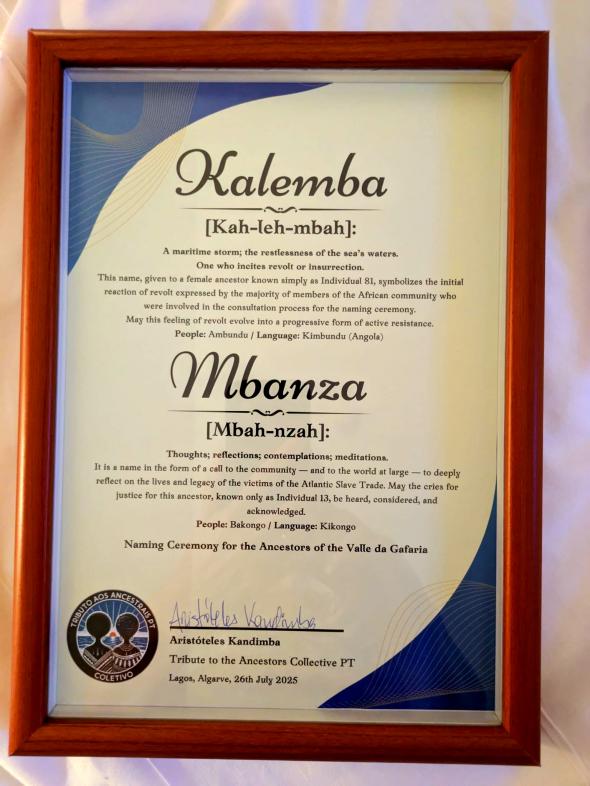 Kalemba
[Kah-leh-mbah]:
A maritime storm; the restlessness of the sea's waters.
One who incites revolt or insurrection.
This name, given to a female ancestor known simply as Individual 81, symbolizes the initial
reaction of revolt expressed by the majority of members of the African community who
were involved in the consultation process for the naming ceremony.
May this feeling of revolt evolve into a progressive form of active resistance.
People: Ambundu / Language: Kimbundu (Angola)
Mbanza
[Mbah-nzah]:
Thoughts; reflections; contemplations; meditations.
It is a name in the form of a call to the community — and to the world at large — to deeply
reflect on the lives and legacy of the victims of the Atlantic Slave Trade. May the cries for
justice for this ancestor, known only as Individual 13, be heard, considered, and
acknowledged.
People: Bakongo / Language: Kikongo
Naming Ceremony for the Ancestors of the Valle da Gafaria
TRIBUTO AOS ANCESTRAIS PT
COLETIVO
Aristóteles Kandimba
Aristóteles Kandimba
Tribute to the Ancestors Collective PT
Lagos, Algarve, 26th July 2025